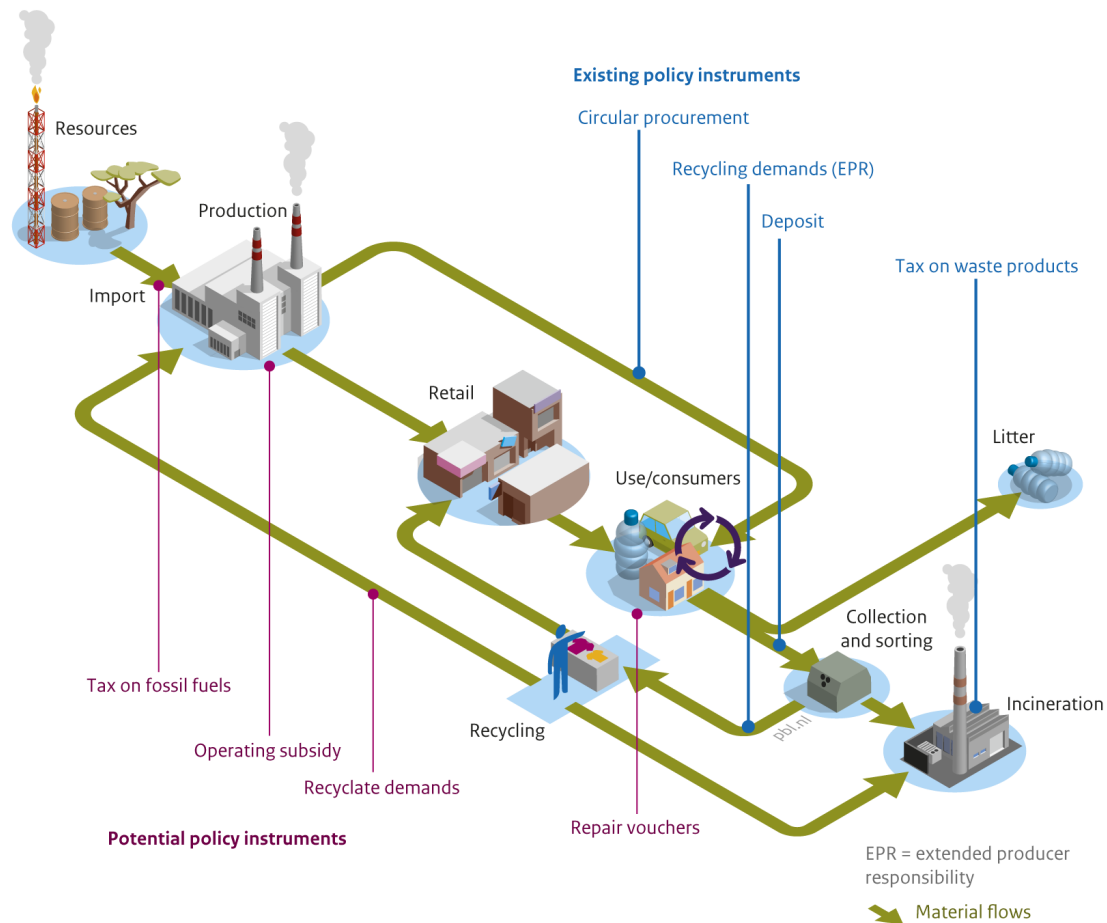 Existing policy instruments
Circular procurement
Resources
Recycling demands (EPR)
Production
Deposit
Tax on waste products
Import
Retail
Litter
Use/consumers
Collection
and sorting
Tax on fossil fuels
Incineration
Recycling
pbl.nl
Operating subsidy
Recyclate demands
Repair vouchers
Potential policy instruments
EPR = extended producer
responsibility
Material flows